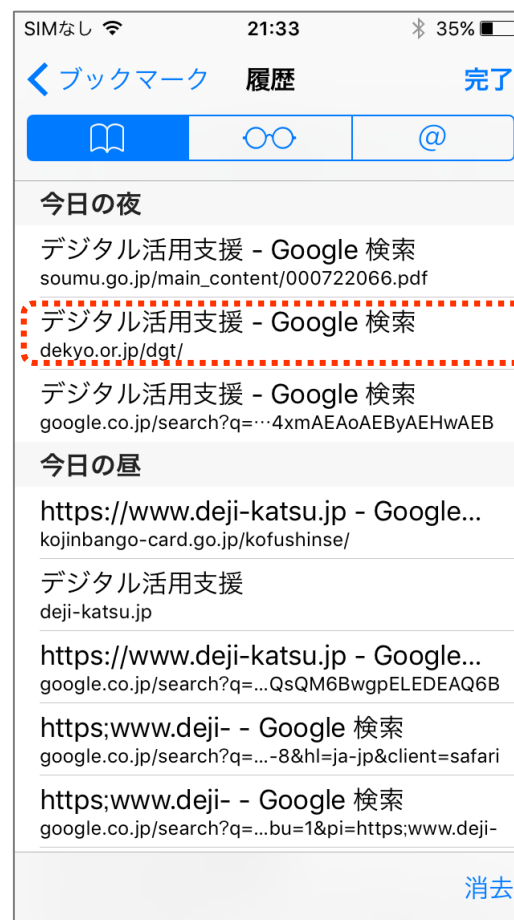 SIMなし 21:33 35%
ブックマーク 履歴 完了
@
今日の夜
デジタル活用支援 - Google 検索
soumu.go.jp/main_content/000722066.pdf
デジタル活用支援 - Google 検索
dekyo.or.jp/dgt/
デジタル活用支援 - Google 検索
google.co.jp/search?q=…4xmAEAoAEByAEHwAEB
今日の昼
https://www.deji-katsu.jp - Google...
kojinbango-card.go.jp/kofushinse/
デジタル活用支援
deji-katsu.jp
https://www.deji-katsu.jp - Google...
google.co.jp/search?q=...QsQM6BwgpELEDEAQ6B
https;www.deji- - Google 検索
google.co.jp/search?q=...-8&hl=ja-jp&client=safari
https;www.deji- - Google 検索
google.co.jp/search?q=...bu=1&pi=https;www.deji-
消去